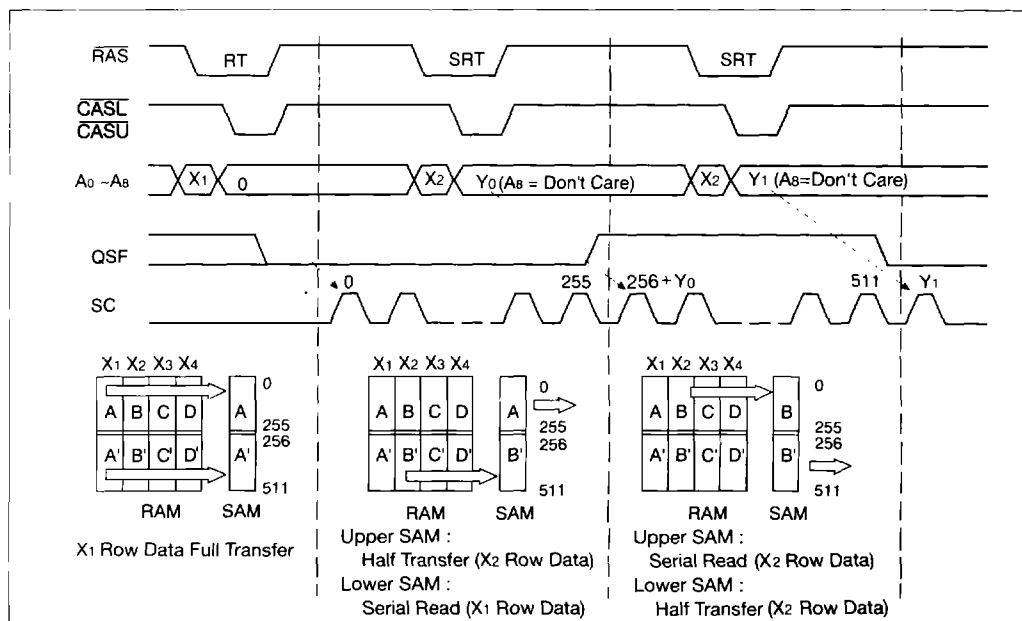 RAS RT SRT SRT
CASL
CASU
A0 ~A8 X1 0 X2 Y0 (A8 = Don't Care) X2 Y1 (A8=Don't Care)
QSF
0 255 256 + Y0 511 Y1
SC
X1 X2 X3 X4 X1 X2 X3 X4 X1 X2 X3 X4
0 0 0
A B C D A A B C D A A B C D B
255 255 255
256 256 256
A' B' C' D' A' A' B' C' D' B' A' B' C' D' B'
511 511 511
RAM SAM RAM SAM RAM SAM
X1 Row Data Full Transfer
Upper SAM :
Half Transfer (X2 Row Data)
Lower SAM :
Serial Read (X1 Row Data)
Upper SAM :
Serial Read (X2 Row Data)
Lower SAM :
Half Transfer (X2 Row Data)